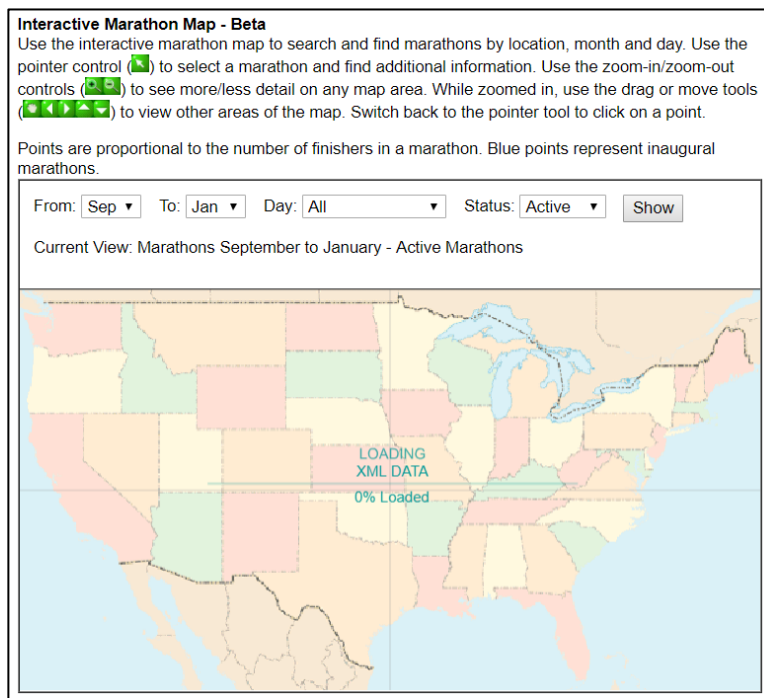 Interactive Marathon Map - Beta
Use the interactive marathon map to search and find marathons by location, month and day. Use the
pointer control ( ) to select a marathon and find additional information. Use the zoom-in/zoom-out
controls ( ) to see more/less detail on any map area. While zoomed in, use the drag or move tools
( ) to view other areas of the map. Switch back to the pointer tool to click on a point.
Points are proportional to the number of finishers in a marathon. Blue points represent inaugural
marathons.
From: Sep To: Jan Day: All Status: Active Show
Current View: Marathons September to January - Active Marathons
LOADING
XML DATA
0% Loaded